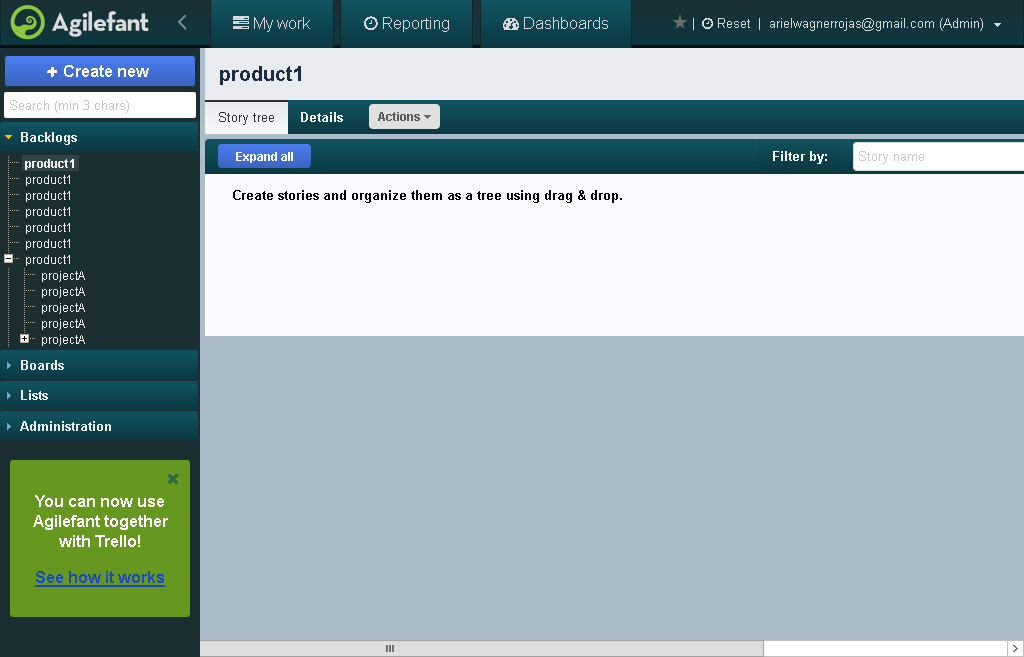 Agilefant
My work
Reporting
Dashboards
| Reset | arielwagnerrojas@gmail.com (Admin)
+ Create new
Search (min 3 chars)
Backlogs
product1
product1
product1
product1
product1
product1
product1
projectA
projectA
projectA
projectA
projectA
Boards
Lists
Administration
You can now use
Agilefant together
with Trello!
See how it works
product1
Story tree
Details
Actions
Expand all
Filter by:
Story name
Create stories and organize them as a tree using drag & drop.